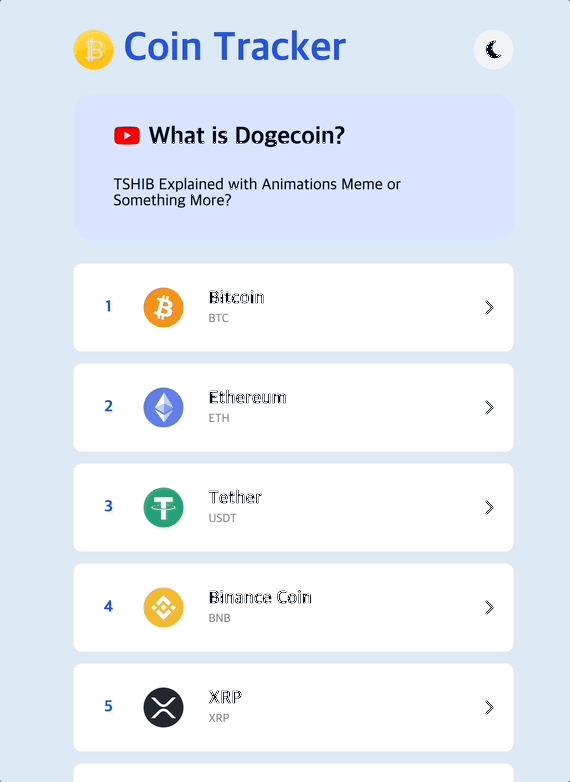 Coin Tracker
What is Dogecoin?
TSHIB Explained with Animations Meme or
Something More?
1
Bitcoin
BTC
2
Ethereum
ETH
3
Tether
USDT
4
Binance Coin
BNB
5
XRP
XRP